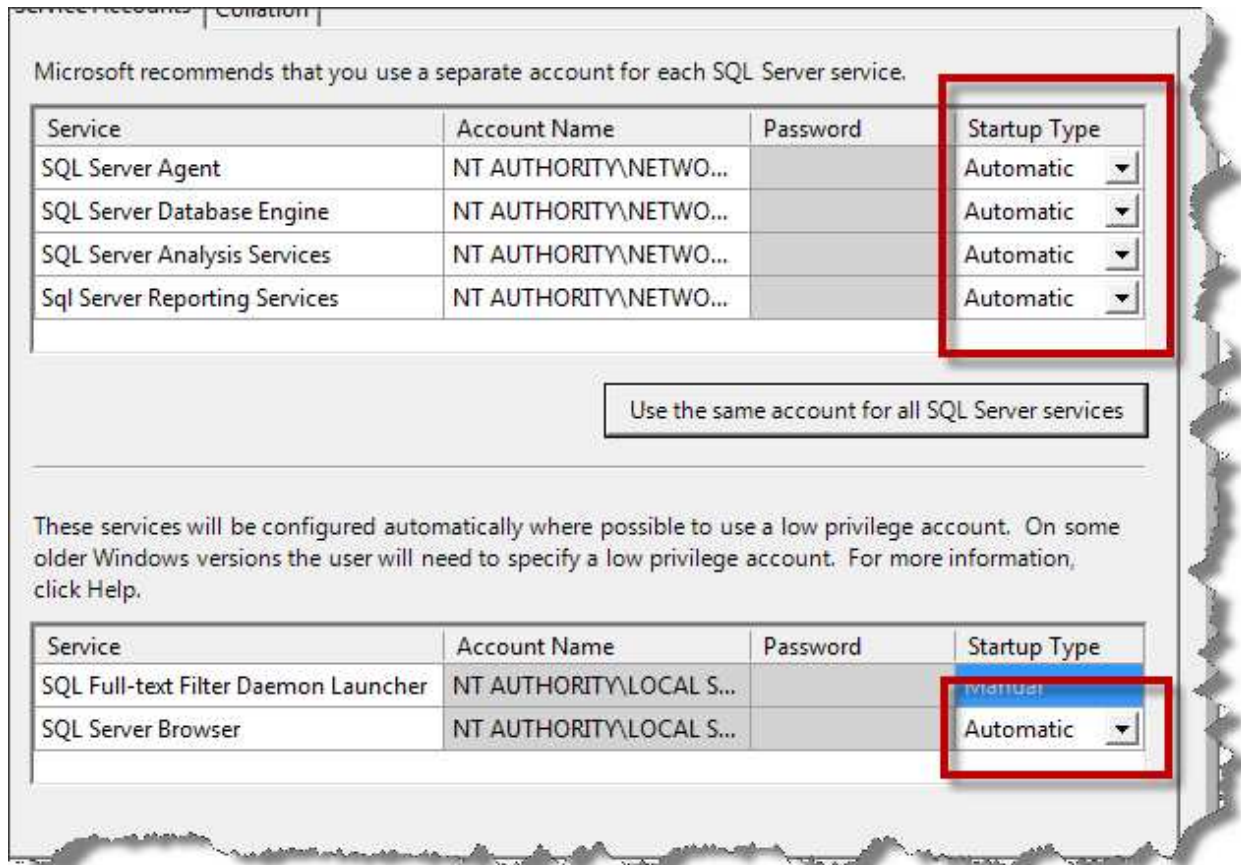 Service Accounts Collation
Microsoft recommends that you use a separate account for each SQL Server service.
Service Account Name Password Startup Type
SQL Server Agent NT AUTHORITY\NETWO... Automatic
SQL Server Database Engine NT AUTHORITY\NETWO... Automatic
SQL Server Analysis Services NT AUTHORITY\NETWO... Automatic
Sql Server Reporting Services NT AUTHORITY\NETWO... Automatic
Use the same account for all SQL Server services
These services will be configured automatically where possible to use a low privilege account. On some
older Windows versions the user will need to specify a low privilege account. For more information,
click Help.
Service Account Name Password Startup Type
SQL Full-text Filter Daemon Launcher NT AUTHORITY\LOCAL S... Manual
SQL Server Browser NT AUTHORITY\LOCAL S... Automatic